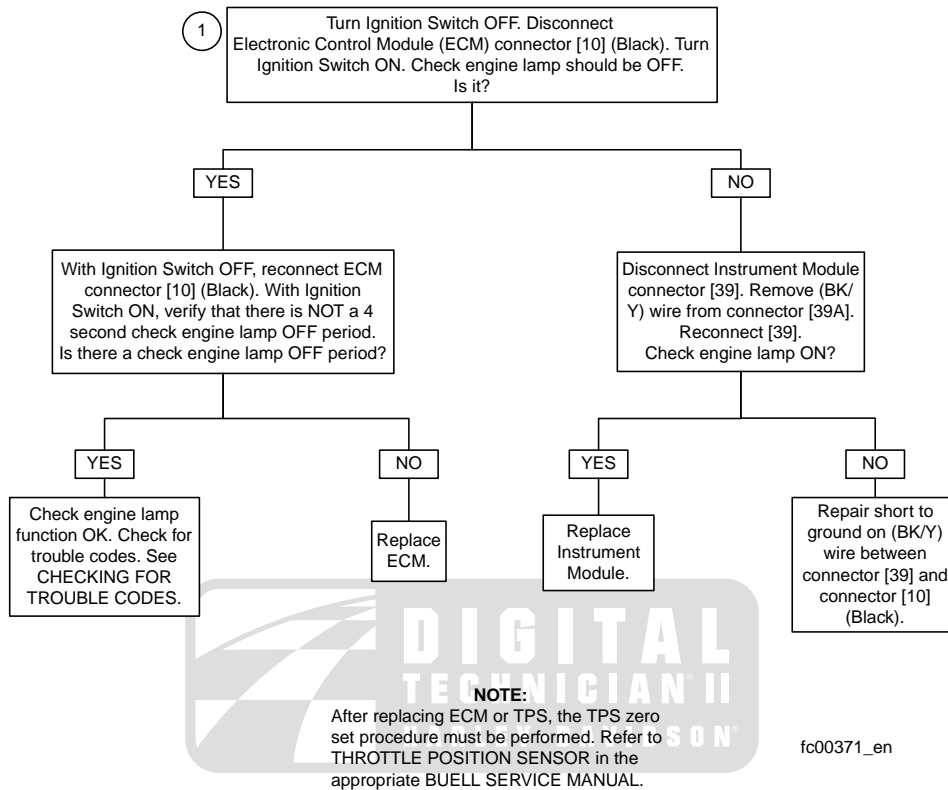 1
Turn Ignition Switch OFF. Disconnect
Electronic Control Module (ECM) connector [10] (Black). Turn
Ignition Switch ON. Check engine lamp should be OFF.
Is it?
YES
NO
With Ignition Switch OFF, reconnect ECM
connector [10] (Black). With Ignition
Switch ON, verify that there is NOT a 4
second check engine lamp OFF period.
Is there a check engine lamp OFF period?
Disconnect Instrument Module
connector [39]. Remove (BK/
Y) wire from connector [39A].
Reconnect [39].
Check engine lamp ON?
YES
NO
YES
NO
Check engine lamp
function OK. Check for
trouble codes. See
CHECKING FOR
TROUBLE CODES.
Replace
ECM.
Replace
Instrument
Module.
Repair short to
ground on (BK/Y)
wire between
connector [39] and
connector [10]
(Black).
DIGITAL
TECHNICIAN® II
HARLEY-DAVIDSON®
NOTE:
After replacing ECM or TPS, the TPS zero
set procedure must be performed. Refer to
THROTTLE POSITION SENSOR in the
appropriate BUELL SERVICE MANUAL.
fc00371_en